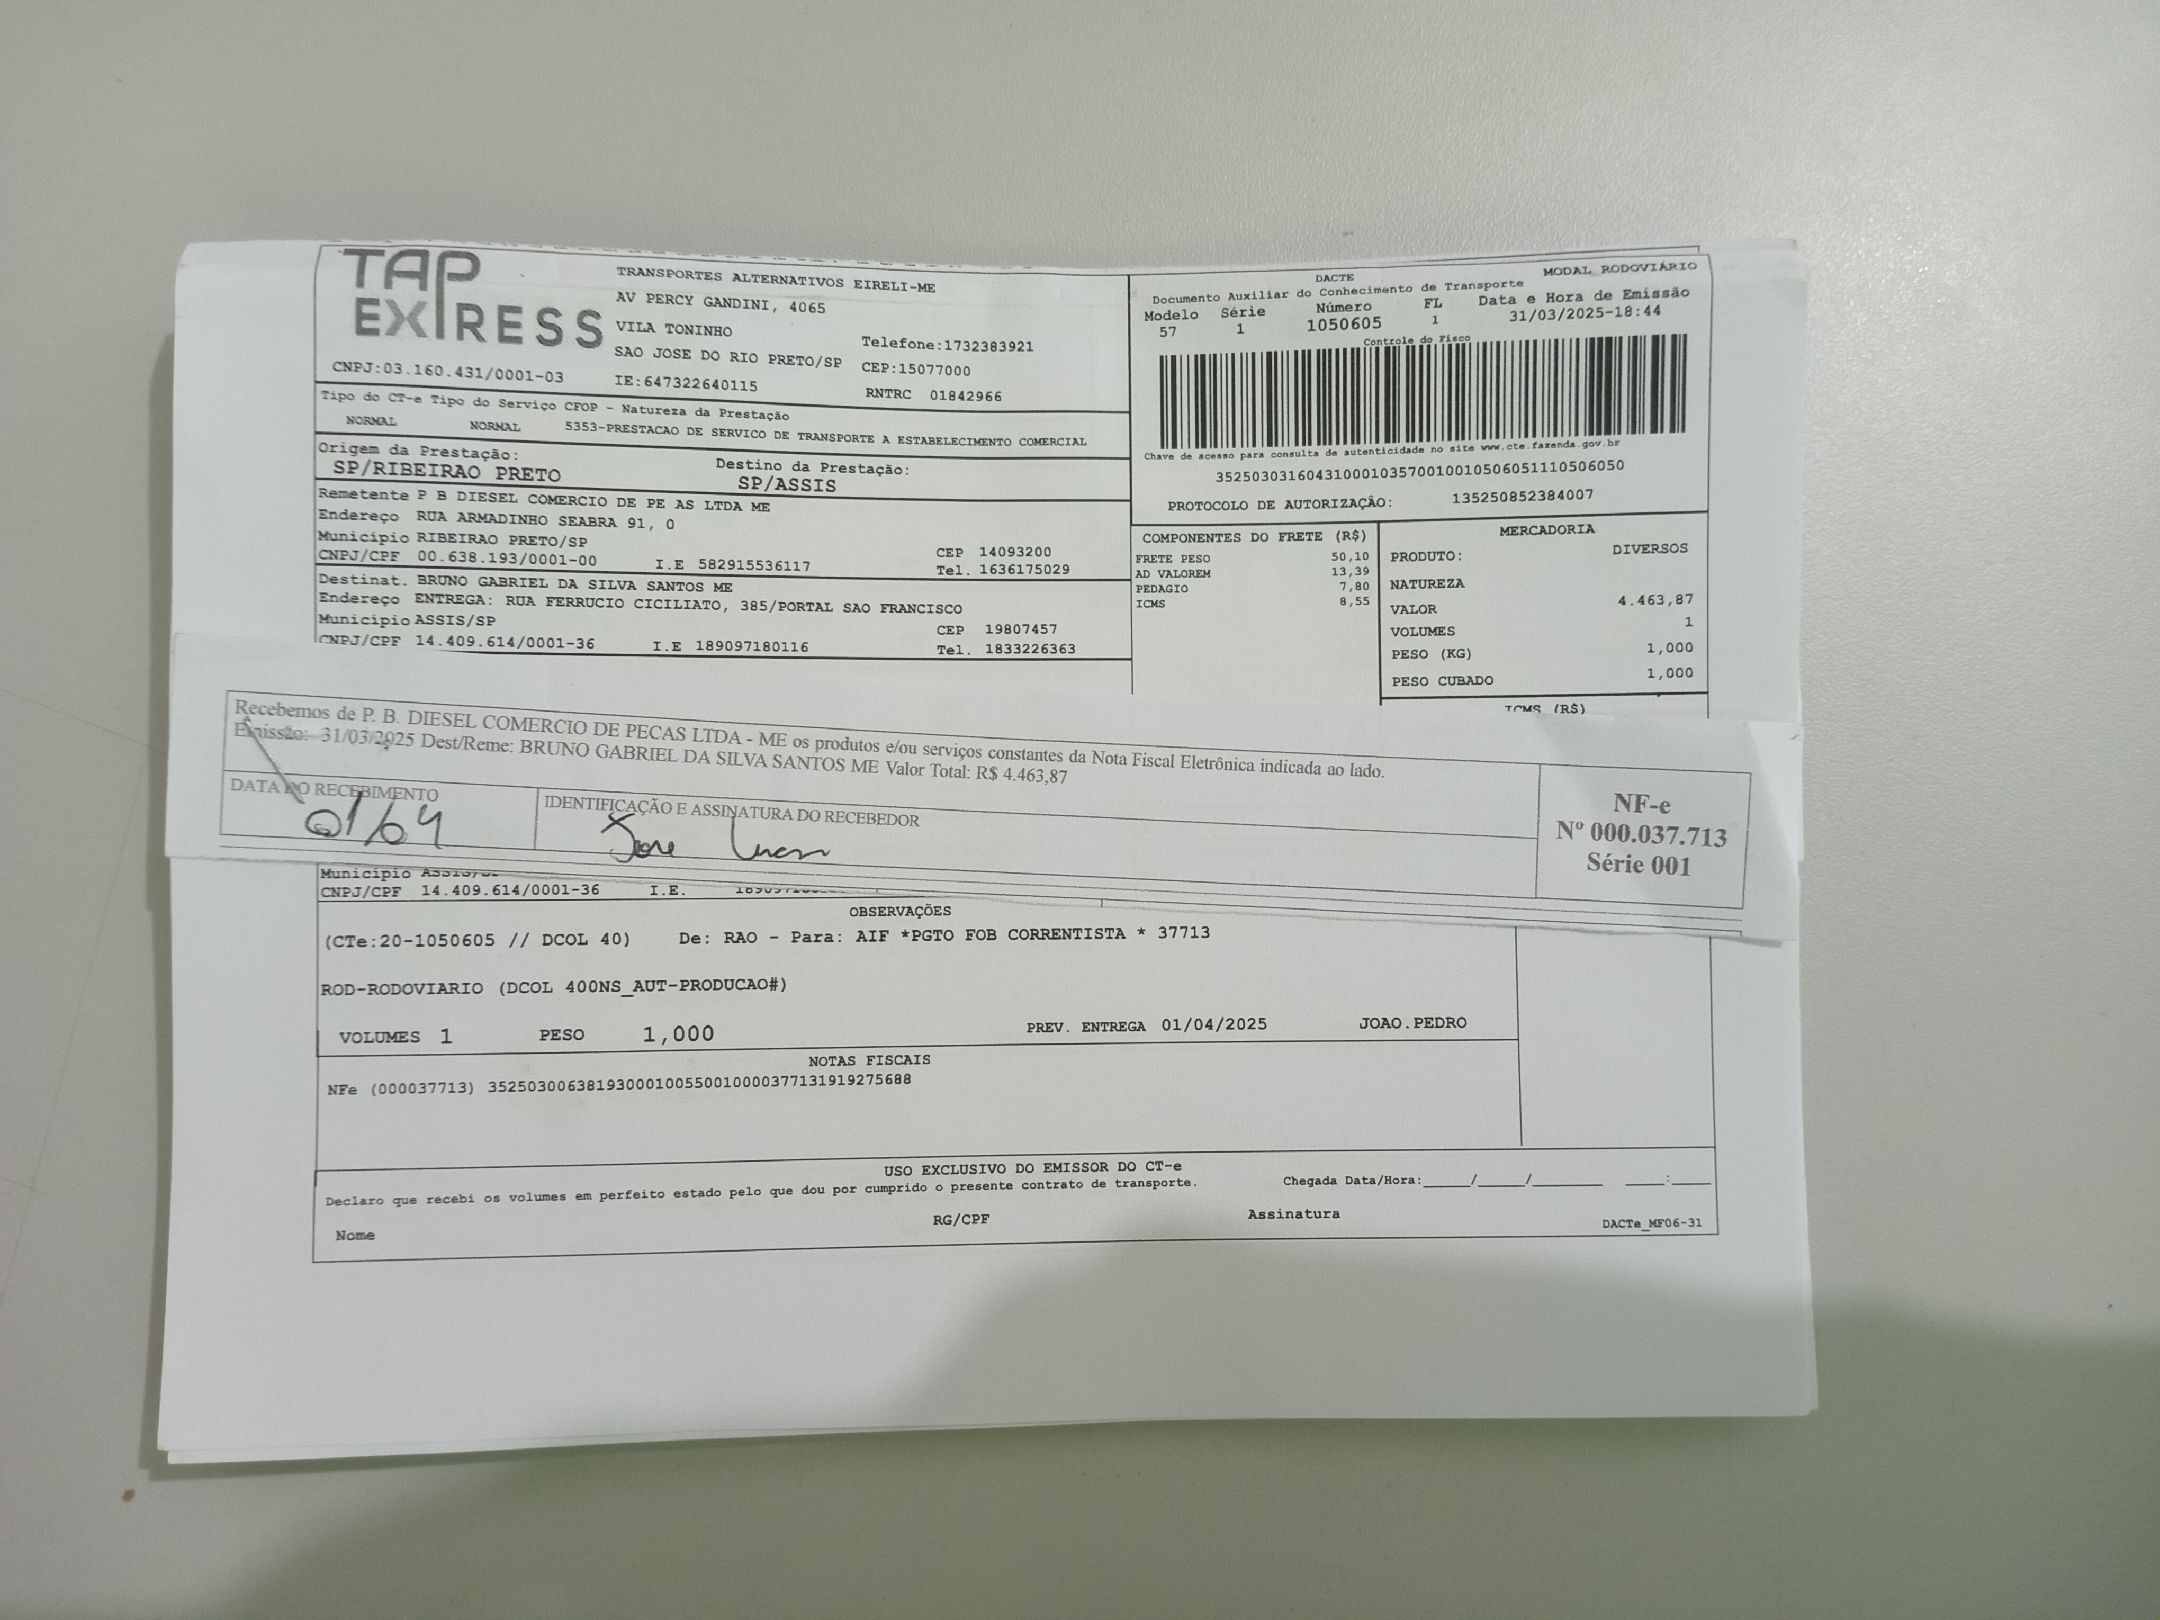 TAP EXPRESS
TRANSPORTES ALTERNATIVOS EIRELI-ME
AV PERCY GANDINI, 4065
VILA TONINHO
SAO JOSE DO RIO PRETO/SP
IE:647322640115
Telefone:1732383921
CEP:15077000
RNTRC 01842966
CNPJ:03.160.431/0001-03
Tipo do CT-e Tipo do Serviço CFOP - Natureza da Prestação
NORMAL NORMAL 5353-PRESTACAO DE SERVICO DE TRANSPORTE A ESTABELECIMENTO COMERCIAL
Origem da Prestação:
SP/RIBEIRAO PRETO
Destino da Prestação:
SP/ASSIS
Remetente P B DIESEL COMERCIO DE PE AS LTDA ME
Endereço RUA ARMADINHO SEABRA 91, 0
Municipio RIBEIRAO PRETO/SP CEP 14093200
CNPJ/CPF 00.638.193/0001-00 I.E 582915536117 Tel. 1636175029
Destinat. BRUNO GABRIEL DA SILVA SANTOS ME
Endereço ENTREGA: RUA FERRUCIO CICILIATO, 385/PORTAL SAO FRANCISCO
Municipio ASSIS/SP CEP 19807457
CNPJ/CPF 14.409.614/0001-36 I.E 189097180116 Tel. 1833226363
DACTE MODAL RODOVIÁRIO
Documento Auxiliar do Conhecimento de Transporte
Modelo Série Número FL Data e Hora de Emissão
57 1 1050605 1 31/03/2025-18:44
Controle do Fisco
Chave de acesso para consulta de autenticidade no site www.cte.fazenda.gov.br
35250303160431000103570010010506051110506050
PROTOCOLO DE AUTORIZAÇÃO: 135250852384007
COMPONENTES DO FRETE (R$)
FRETE PESO 50,10
AD VALOREM 13,39
PEDAGIO 7,80
ICMS 8,55
MERCADORIA
PRODUTO: DIVERSOS
NATUREZA
VALOR 4.463,87
VOLUMES 1
PESO (KG) 1,000
PESO CUBADO 1,000
ICMS (R$)
Recebemos de P. B. DIESEL COMERCIO DE PECAS LTDA - ME os produtos e/ou serviços constantes da Nota Fiscal Eletrônica indicada ao lado.
Emissão: 31/03/2025 Dest/Reme: BRUNO GABRIEL DA SILVA SANTOS ME Valor Total: R$ 4.463,87
DATA DO RECEBIMENTO
01/04
IDENTIFICAÇÃO E ASSINATURA DO RECEBEDOR
NF-e
Nº 000.037.713
Série 001
Municipio ASSIS/SP
CNPJ/CPF 14.409.614/0001-36 I.E.
OBSERVAÇÕES
(CTe:20-1050605 // DCOL 40) De: RAO - Para: AIF *PGTO FOB CORRENTISTA * 37713
ROD-RODOVIARIO (DCOL 400NS_AUT-PRODUCAO#)
VOLUMES 1 PESO 1,000 PREV. ENTREGA 01/04/2025 JOAO.PEDRO
NOTAS FISCAIS
NFe (000037713) 35250300638193000100550010000377131919275688
USO EXCLUSIVO DO EMISSOR DO CT-e
Declaro que recebi os volumes em perfeito estado pelo que dou por cumprido o presente contrato de transporte.
Chegada Data/Hora:_____/_____/_______ ____:____
Nome RG/CPF Assinatura
DACTe_MF06-31